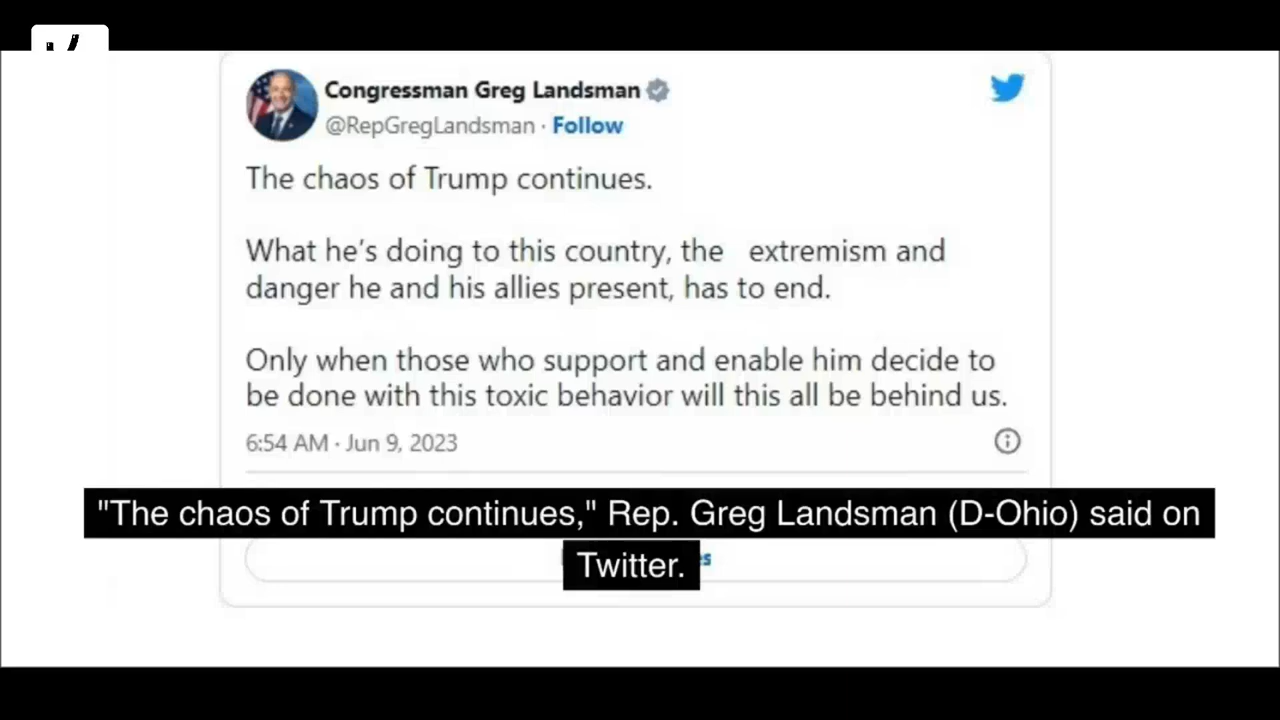 Congressman Greg Landsman
@RepGregLandsman · Follow
The chaos of Trump continues.
What he's doing to this country, the extremism and
danger he and his allies present, has to end.
Only when those who support and enable him decide to
be done with this toxic behavior will this all be behind us.
6:54 AM · Jun 9, 2023
"The chaos of Trump continues," Rep. Greg Landsman (D-Ohio) said on
Twitter.